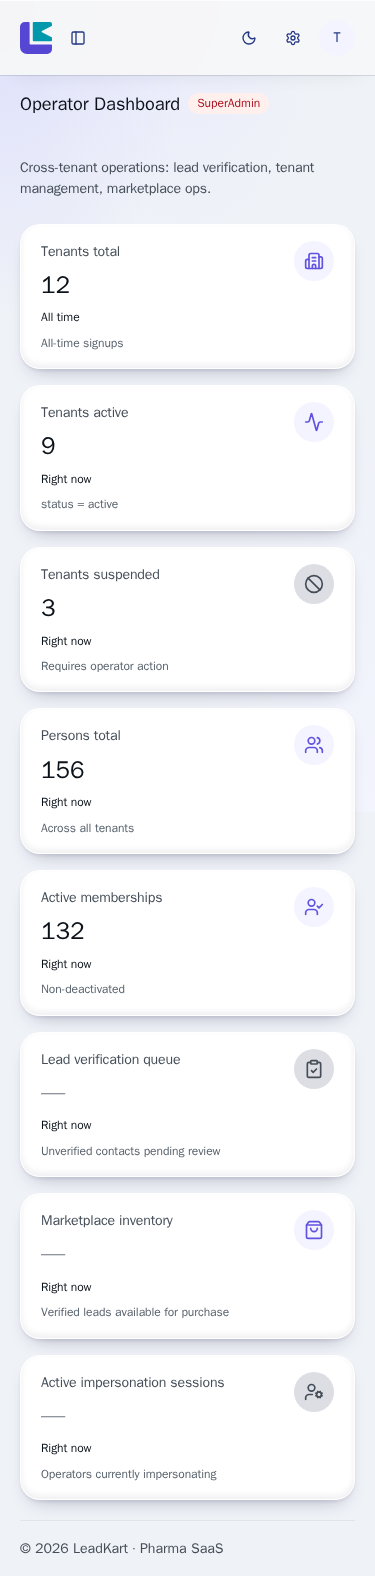 T
Operator Dashboard SuperAdmin
Cross-tenant operations: lead verification, tenant
management, marketplace ops.
Tenants total
12
All time
All-time signups
Tenants active
9
Right now
status = active
Tenants suspended
3
Right now
Requires operator action
Persons total
156
Right now
Across all tenants
Active memberships
132
Right now
Non-deactivated
Lead verification queue
—
Right now
Unverified contacts pending review
Marketplace inventory
—
Right now
Verified leads available for purchase
Active impersonation sessions
—
Right now
Operators currently impersonating
© 2026 LeadKart · Pharma SaaS